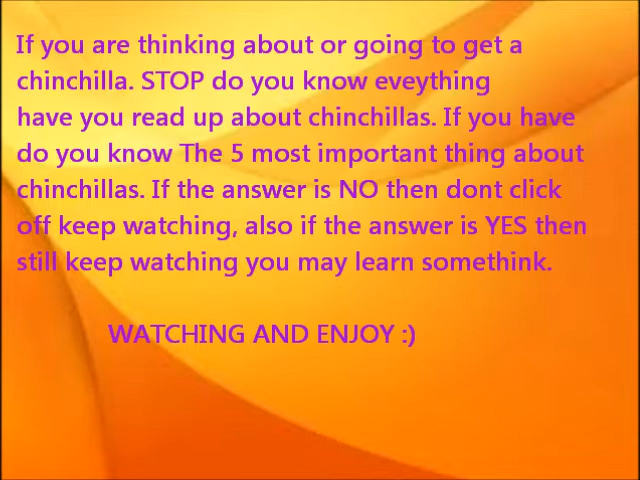 If you are thinking about or going to get a
chinchilla. STOP do you know eveything
have you read up about chinchillas. If you have
do you know The 5 most important thing about
chinchillas. If the answer is NO then dont click
off keep watching, also if the answer is YES then
still keep watching you may learn somethink.
WATCHING AND ENJOY :)